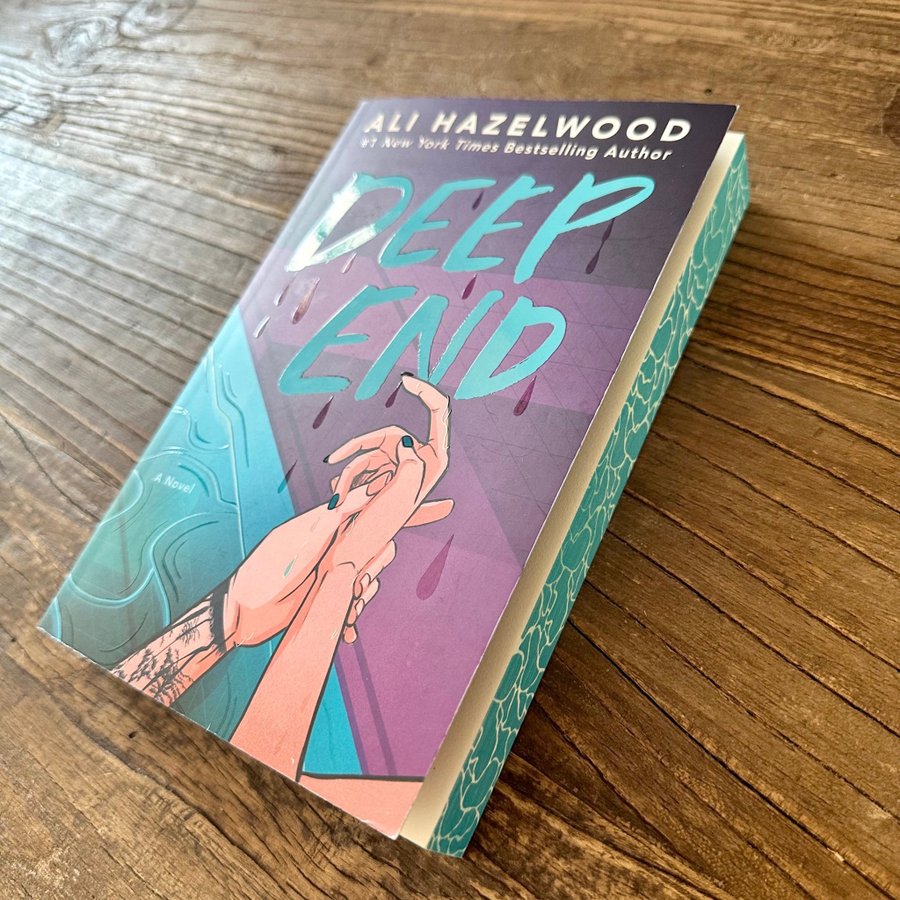 ALI HAZELWOOD
#1 New York Times Bestselling Author
DEEP
END
A Novel